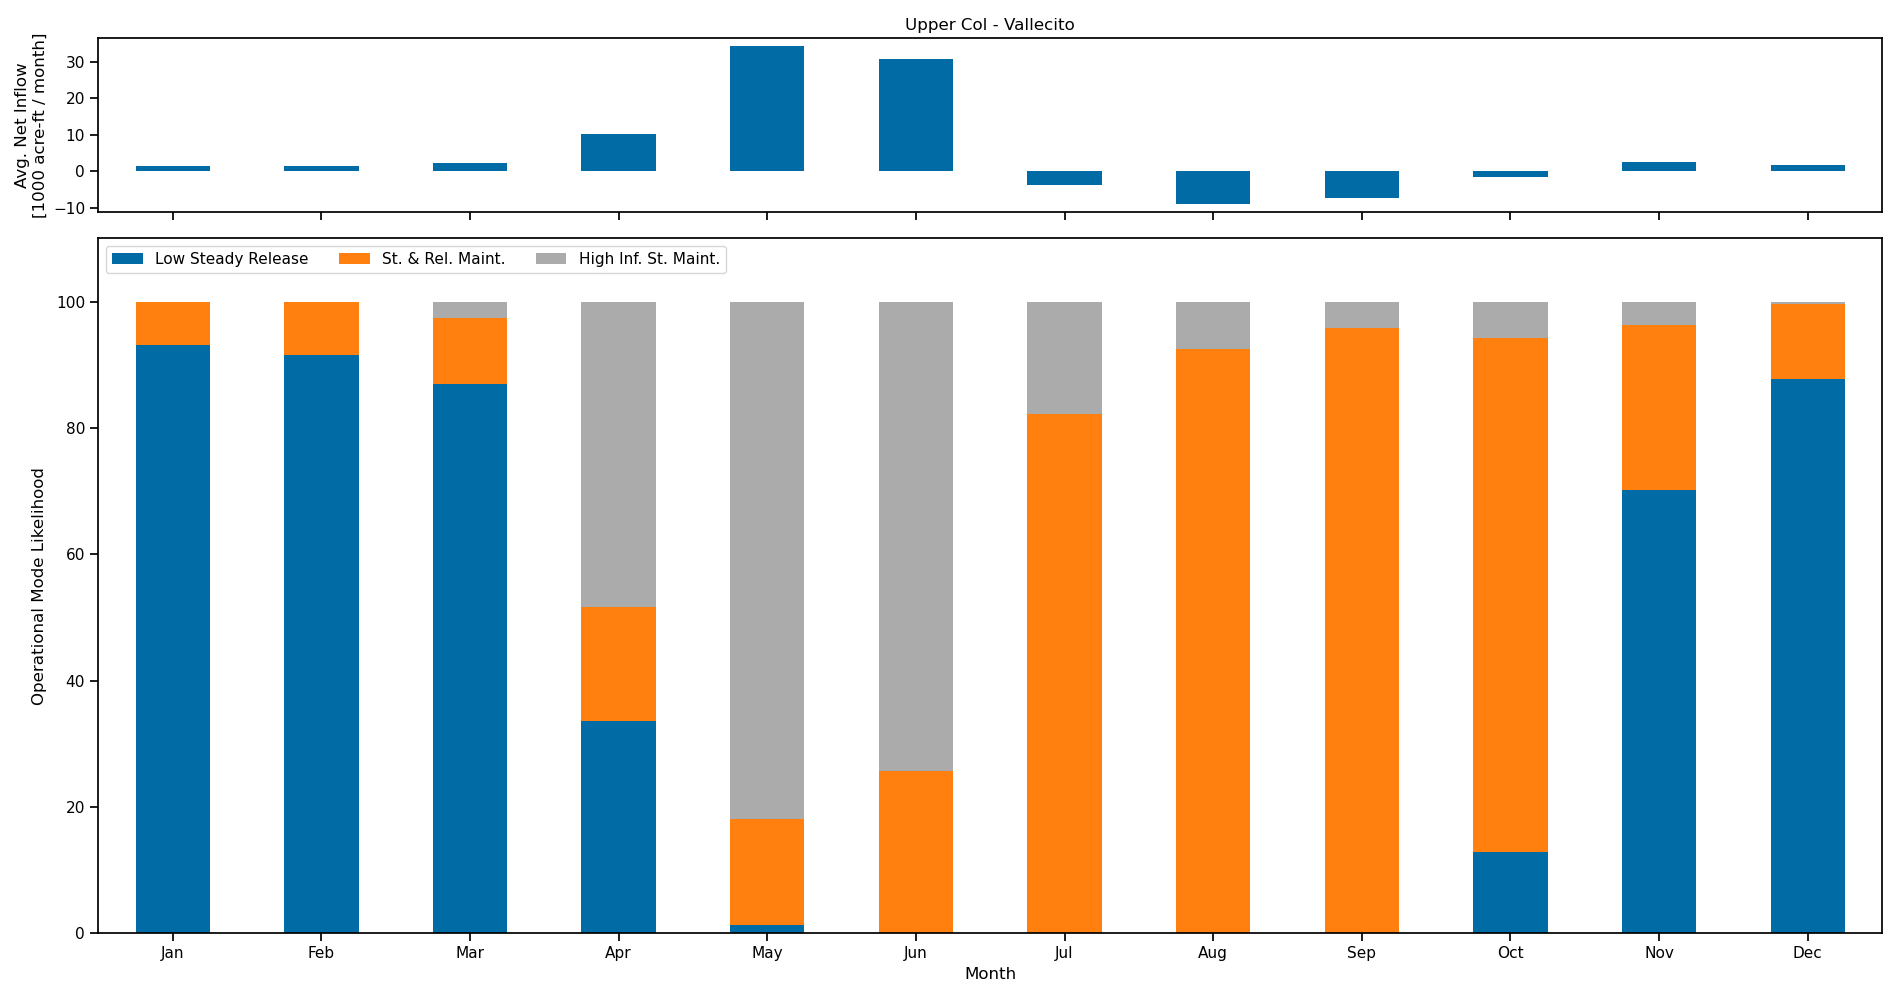 Upper Col - Vallecito
Avg. Net Inflow
[1000 acre-ft / month]
30
20
10
0
−10
Low Steady Release
St. & Rel. Maint.
High Inf. St. Maint.
Operational Mode Likelihood
100
80
60
40
20
0
Jan Feb Mar Apr May Jun Jul Aug Sep Oct Nov Dec
Month